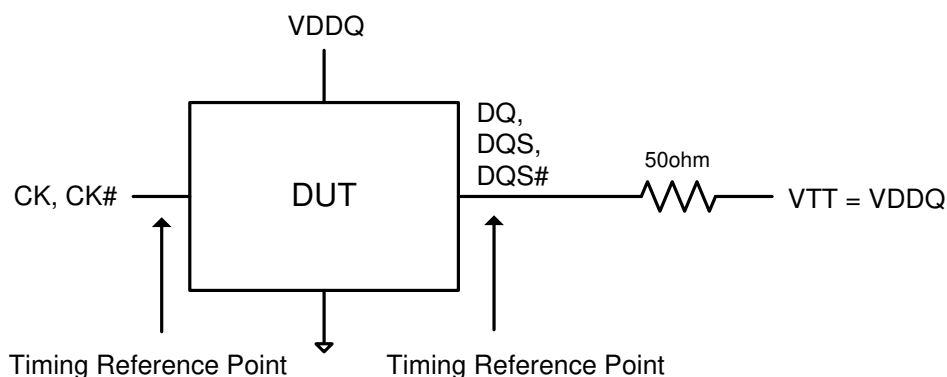 VDDQ
DQ,
DQS,
DQS#
50ohm
CK, CK#
DUT
VTT = VDDQ
Timing Reference Point
Timing Reference Point